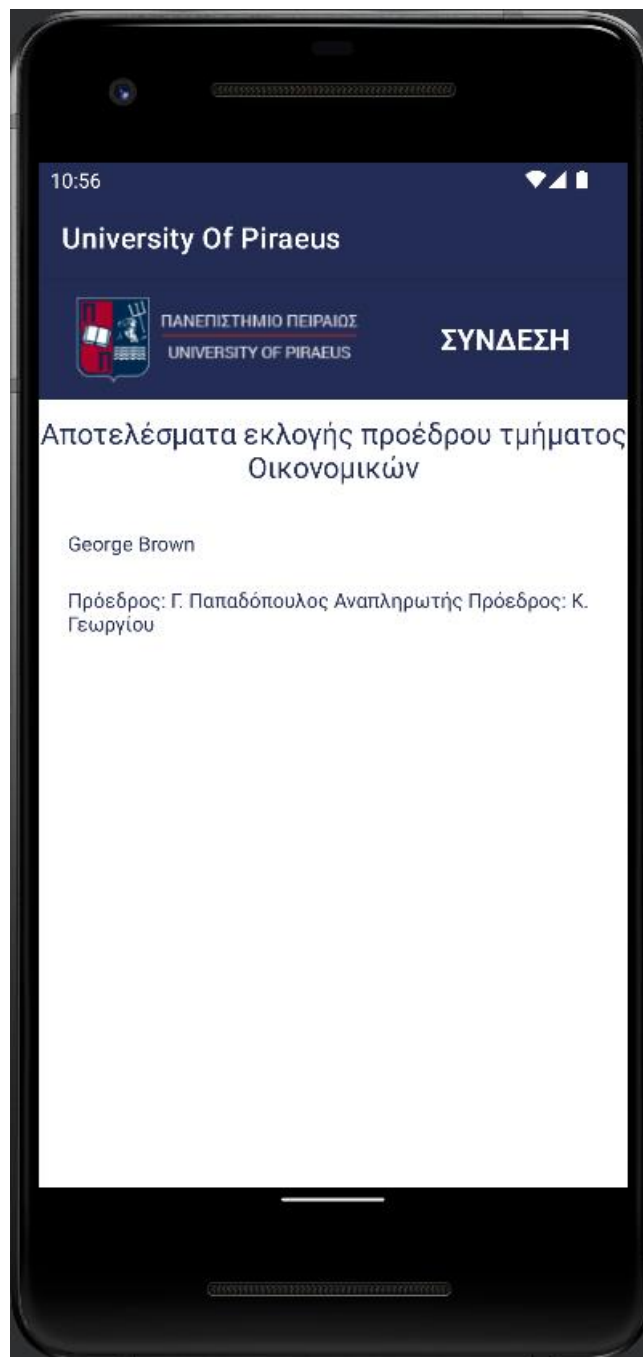 10:56
University Of Piraeus
ΠΑΝΕΠΙΣΤΗΜΙΟ ΠΕΙΡΑΙΩΣ
UNIVERSITY OF PIRAEUS
ΣΥΝΔΕΣΗ
Αποτελέσματα εκλογής προέδρου τμήματος
Οικονομικών
George Brown
Πρόεδρος: Γ. Παπαδόπουλος Αναπληρωτής Πρόεδρος: Κ.
Γεωργίου